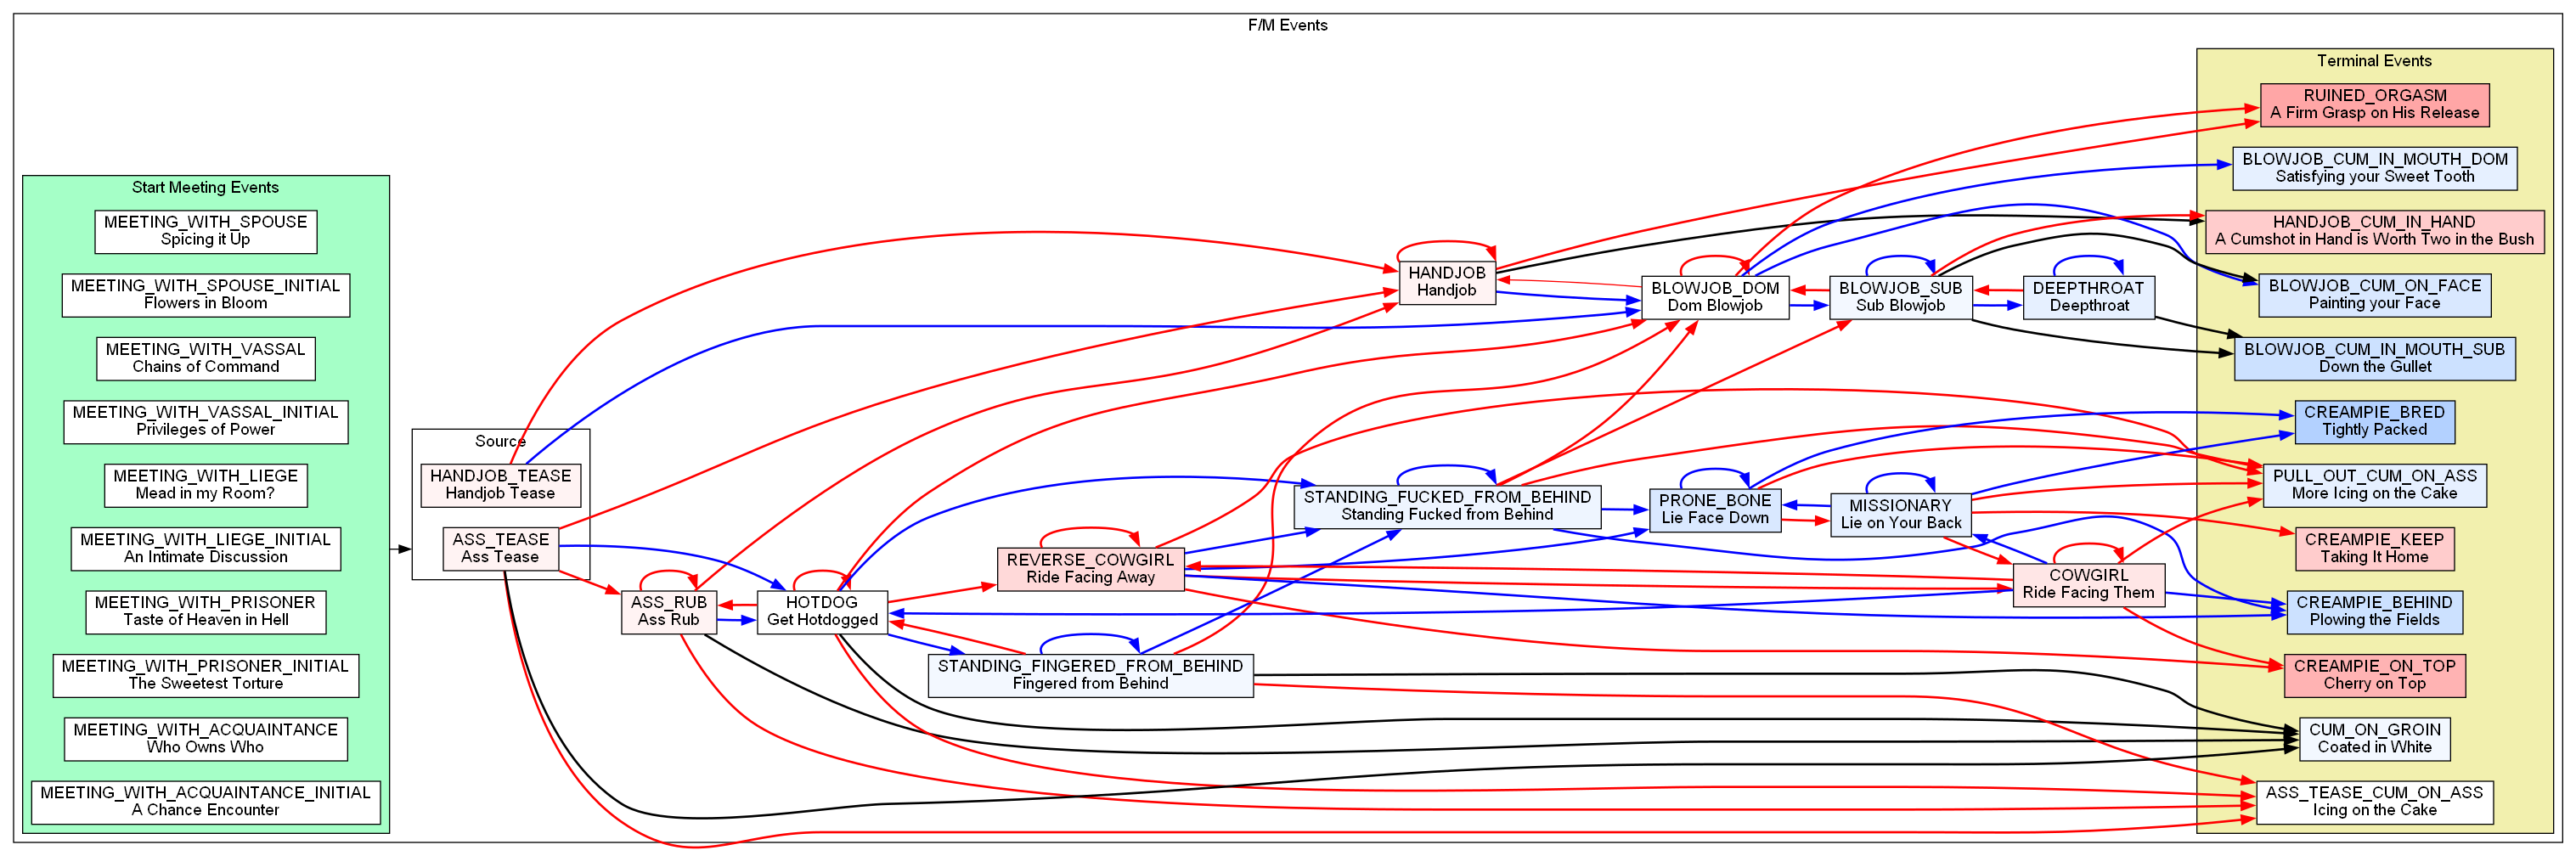 F/M Events
Start Meeting Events
MEETING_WITH_SPOUSE
Spicing it Up
MEETING_WITH_SPOUSE_INITIAL
Flowers in Bloom
MEETING_WITH_VASSAL
Chains of Command
MEETING_WITH_VASSAL_INITIAL
Privileges of Power
MEETING_WITH_LIEGE
Mead in my Room?
MEETING_WITH_LIEGE_INITIAL
An Intimate Discussion
MEETING_WITH_PRISONER
Taste of Heaven in Hell
MEETING_WITH_PRISONER_INITIAL
The Sweetest Torture
MEETING_WITH_ACQUAINTANCE
Who Owns Who
MEETING_WITH_ACQUAINTANCE_INITIAL
A Chance Encounter
Source
HANDJOB_TEASE
Handjob Tease
ASS_TEASE
Ass Tease
ASS_RUB
Ass Rub
HOTDOG
Get Hotdogged
REVERSE_COWGIRL
Ride Facing Away
STANDING_FINGERED_FROM_BEHIND
Fingered from Behind
STANDING_FUCKED_FROM_BEHIND
Standing Fucked from Behind
HANDJOB
Handjob
BLOWJOB_DOM
Dom Blowjob
BLOWJOB_SUB
Sub Blowjob
DEEPTHROAT
Deepthroat
PRONE_BONE
Lie Face Down
MISSIONARY
Lie on Your Back
COWGIRL
Ride Facing Them
Terminal Events
RUINED_ORGASM
A Firm Grasp on His Release
BLOWJOB_CUM_IN_MOUTH_DOM
Satisfying your Sweet Tooth
HANDJOB_CUM_IN_HAND
A Cumshot in Hand is Worth Two in the Bush
BLOWJOB_CUM_ON_FACE
Painting your Face
BLOWJOB_CUM_IN_MOUTH_SUB
Down the Gullet
CREAMPIE_BRED
Tightly Packed
PULL_OUT_CUM_ON_ASS
More Icing on the Cake
CREAMPIE_KEEP
Taking It Home
CREAMPIE_BEHIND
Plowing the Fields
CREAMPIE_ON_TOP
Cherry on Top
CUM_ON_GROIN
Coated in White
ASS_TEASE_CUM_ON_ASS
Icing on the Cake